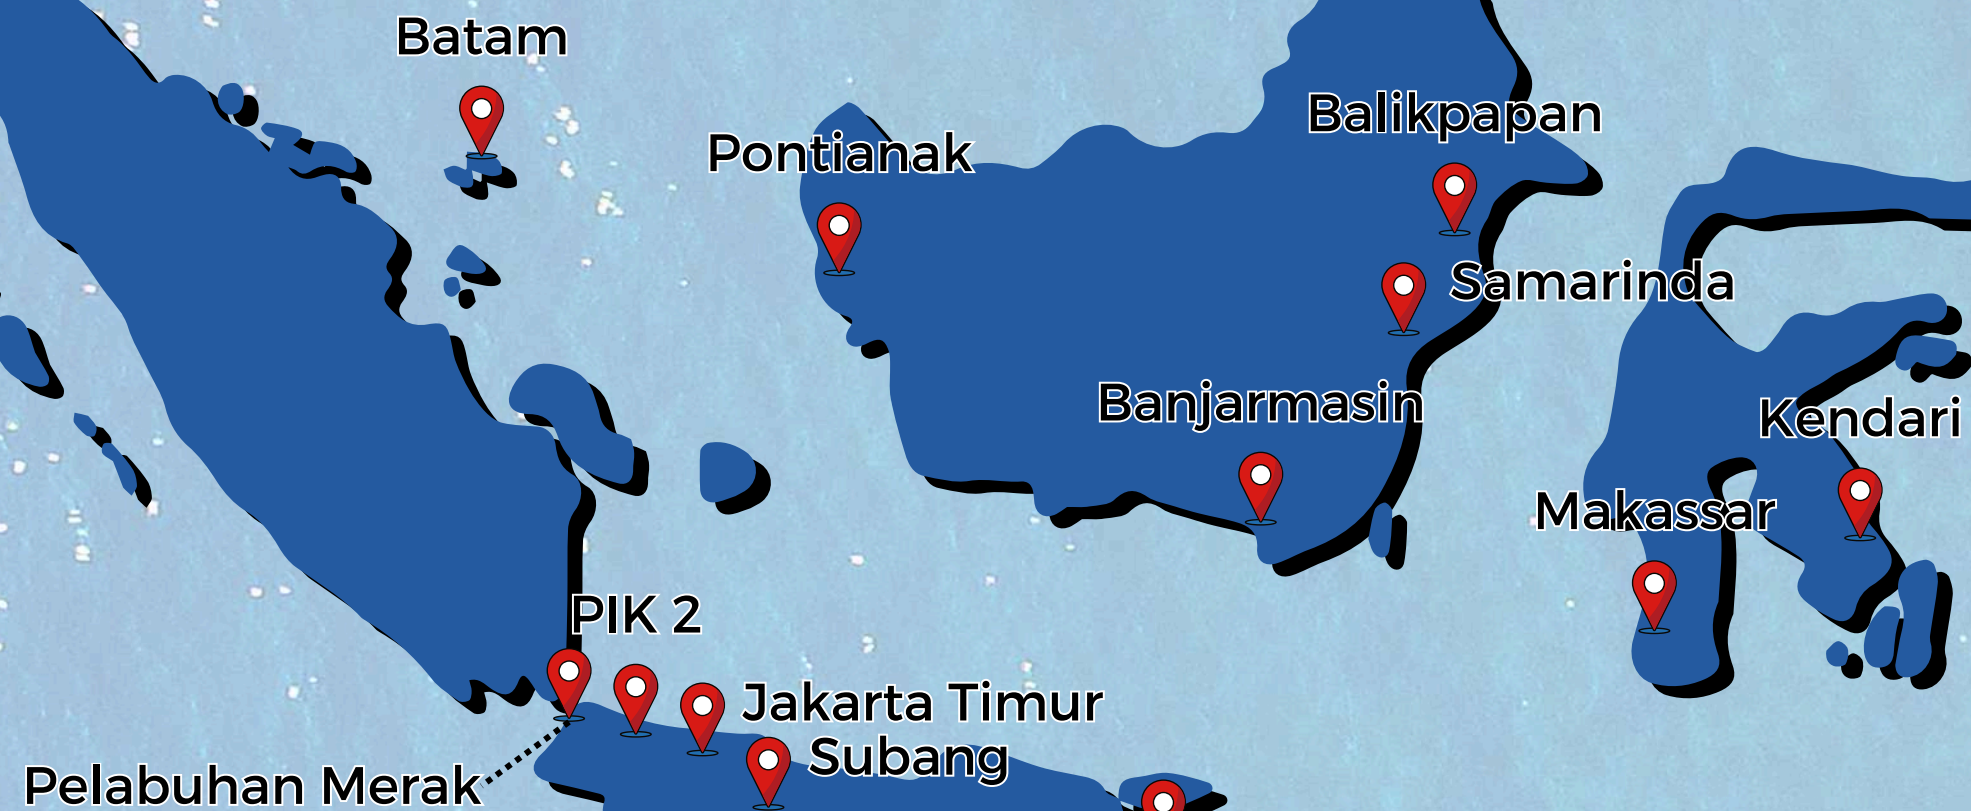 Batam
Balikpapan
Pontianak
Samarinda
Banjarmasin
Kendari
Makassar
PIK 2
Jakarta Timur
Subang
Pelabuhan Merak